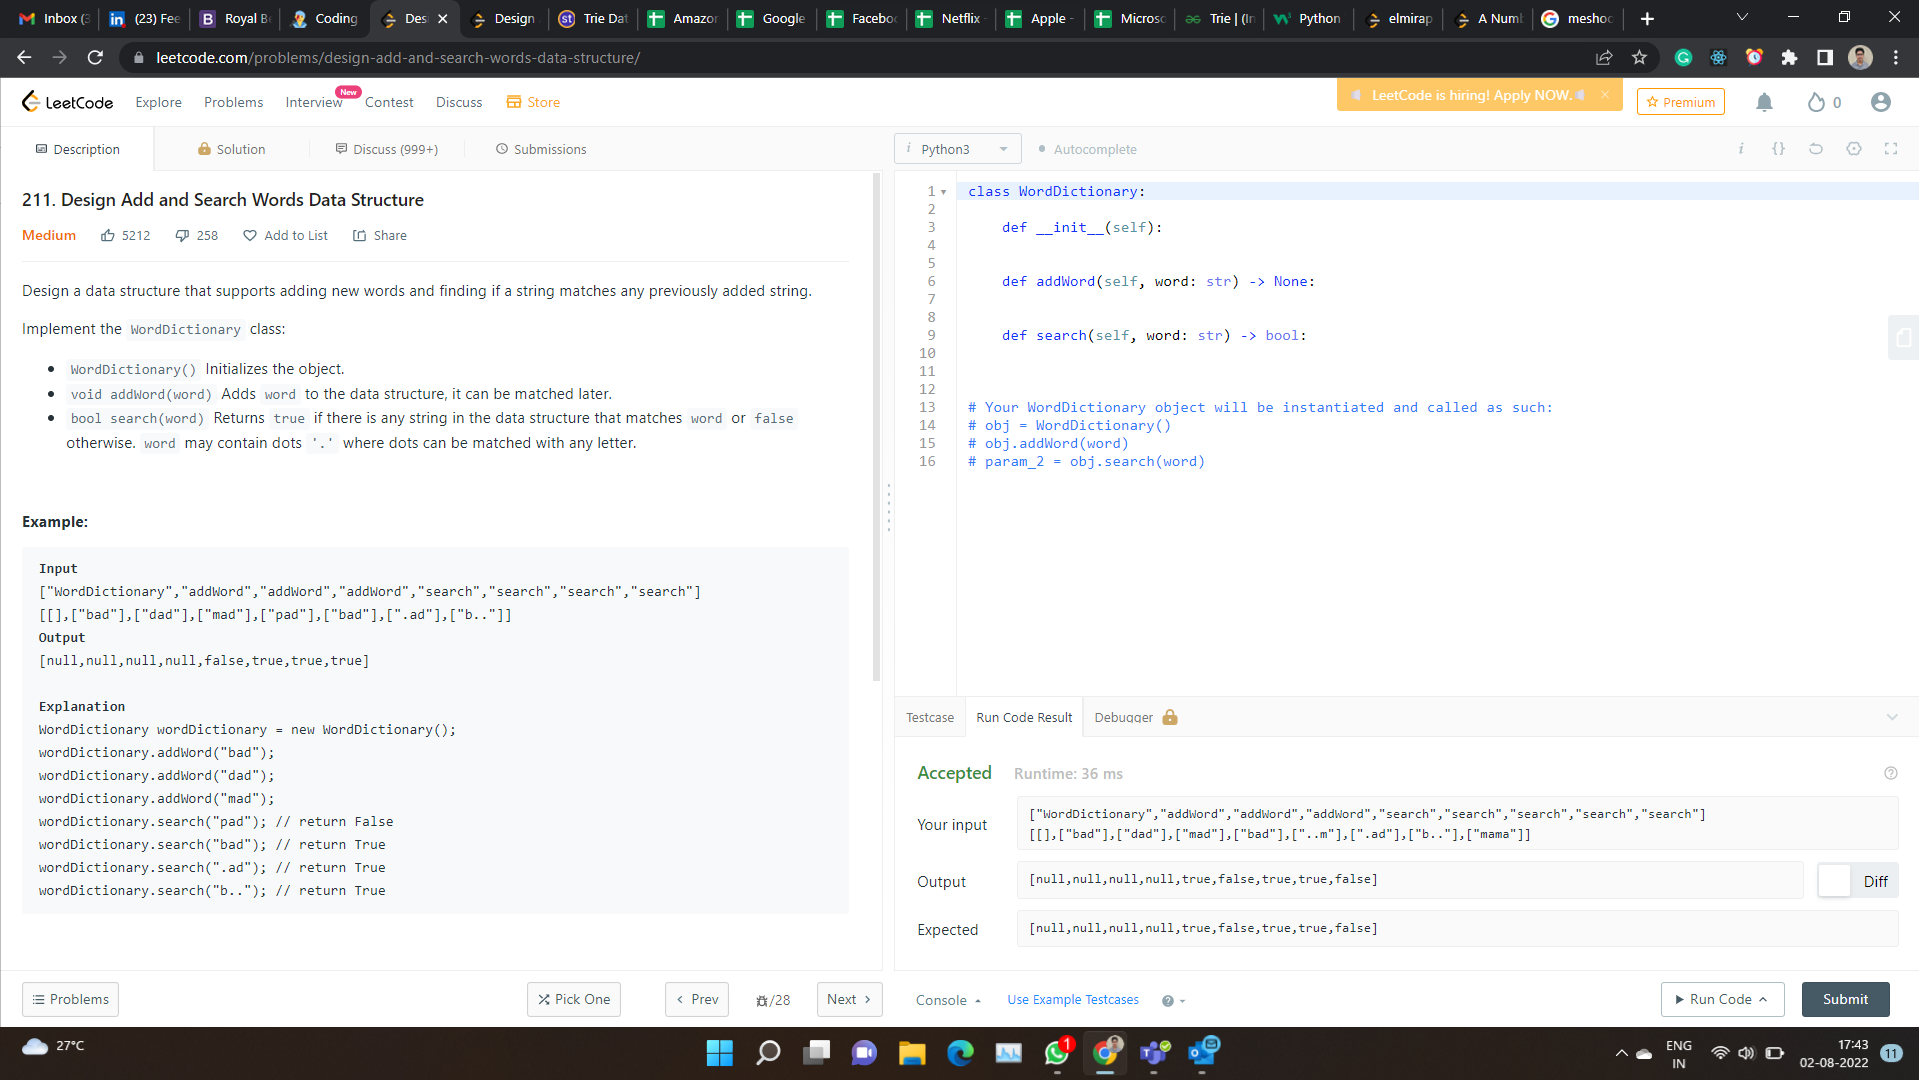 Inbox (3
(23) Fee
Royal Be
Coding
Des
Design
Trie Dat
Amazon
Google
Facebo
Netflix -
Apple -
Microso
Trie | (In
Python
elmirap
A Numb
meshoo
leetcode.com/problems/design-add-and-search-words-data-structure/
LeetCode
Explore
Problems
Interview
New
Contest
Discuss
Store
LeetCode is hiring! Apply NOW.
Premium
0
Description
Solution
Discuss (999+)
Submissions
i Python3
Autocomplete
211. Design Add and Search Words Data Structure
Medium
5212
258
Add to List
Share
Design a data structure that supports adding new words and finding if a string matches any previously added string.
Implement the WordDictionary class:
WordDictionary() Initializes the object.
void addWord(word) Adds word to the data structure, it can be matched later.
bool search(word) Returns true if there is any string in the data structure that matches word or false
otherwise. word may contain dots '.' where dots can be matched with any letter.
Example:
Input
["WordDictionary","addWord","addWord","addWord","search","search","search","search"]
[[],["bad"],["dad"],["mad"],["pad"],["bad"],[".ad"],["b.."]]
Output
[null,null,null,null,false,true,true,true]
Explanation
WordDictionary wordDictionary = new WordDictionary();
wordDictionary.addWord("bad");
wordDictionary.addWord("dad");
wordDictionary.addWord("mad");
wordDictionary.search("pad"); // return False
wordDictionary.search("bad"); // return True
wordDictionary.search(".ad"); // return True
wordDictionary.search("b.."); // return True
1 class WordDictionary:
2
3 def __init__(self):
4
5
6 def addWord(self, word: str) -> None:
7
8
9 def search(self, word: str) -> bool:
10
11
12
13 # Your WordDictionary object will be instantiated and called as such:
14 # obj = WordDictionary()
15 # obj.addWord(word)
16 # param_2 = obj.search(word)
Testcase
Run Code Result
Debugger
Accepted
Runtime: 36 ms
Your input
["WordDictionary","addWord","addWord","addWord","search","search","search","search","search"]
[[],["bad"],["dad"],["mad"],["bad"],["..m"],[".ad"],["b.."],["mama"]]
Output
[null,null,null,null,true,false,true,true,false]
Diff
Expected
[null,null,null,null,true,false,true,true,false]
Problems
Pick One
Prev
/28
Next
Console
Use Example Testcases
Run Code
Submit
27°C
1
ENG
IN
17:43
02-08-2022
11